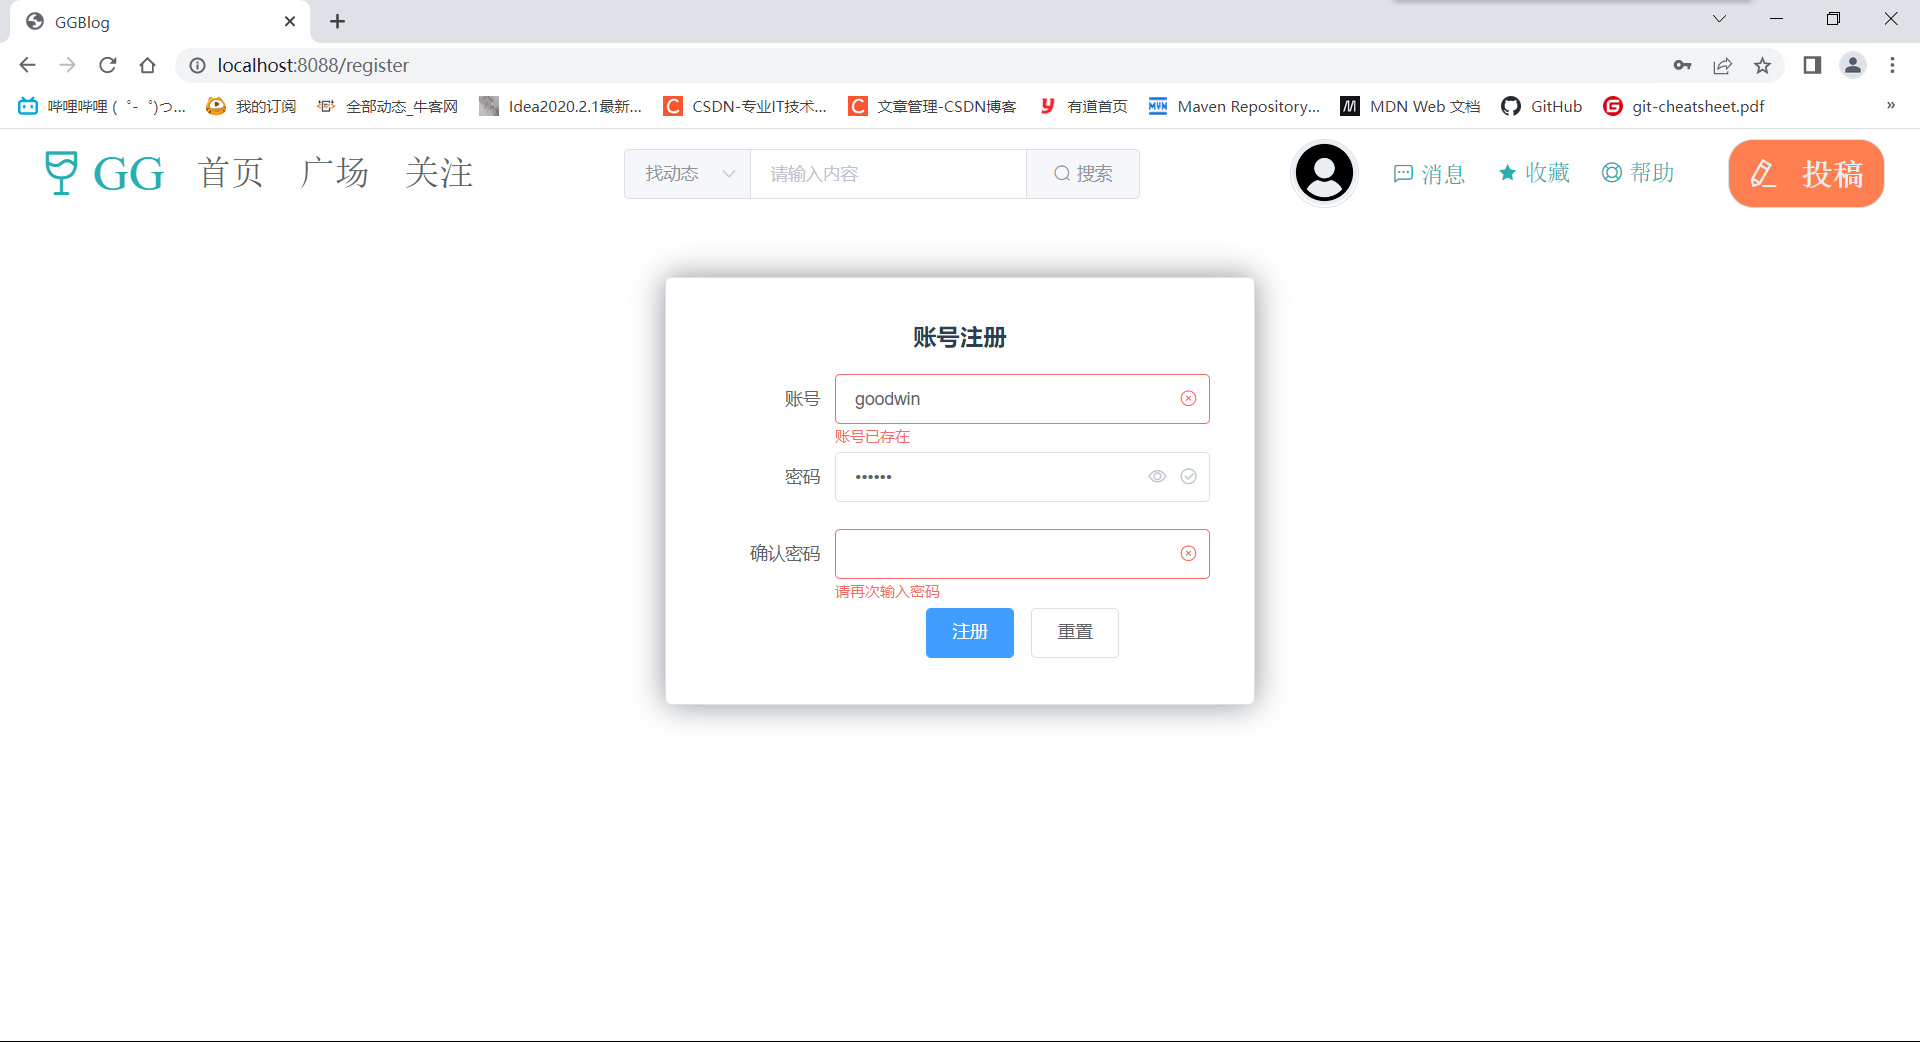 GGBlog
localhost:8088/register
哔哩哔哩 (゜-゜)つ... 我的订阅 全部动态_牛客网 Idea2020.2.1最新... CSDN-专业IT技术... 文章管理-CSDN博客 有道首页 Maven Repository... MDN Web 文档 GitHub git-cheatsheet.pdf »
GG 首页 广场 关注 找动态 请输入内容 搜索 消息 收藏 帮助 投稿
账号注册
账号 goodwin
账号已存在
密码 ••••••
确认密码
请再次输入密码
注册 重置